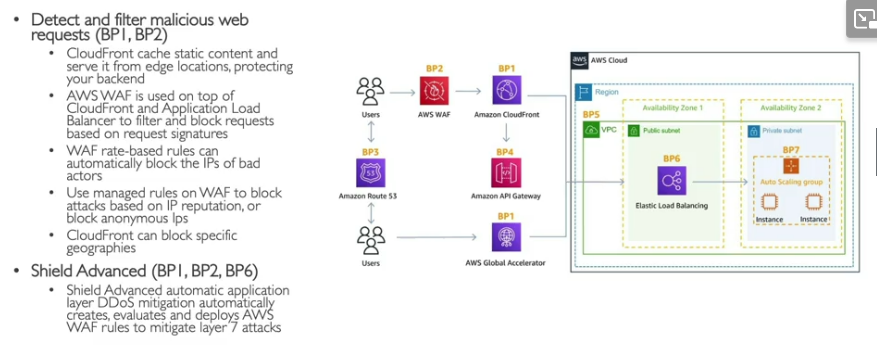 • Detect and filter malicious web
requests (BP1, BP2)
• CloudFront cache static content and
serve it from edge locations, protecting
your backend
• AWS WAF is used on top of
CloudFront and Application Load
Balancer to filter and block requests
based on request signatures
• WAF rate-based rules can
automatically block the IPs of bad
actors
• Use managed rules on WAF to block
attacks based on IP reputation, or
block anonymous Ips
• CloudFront can block specific
geographies
• Shield Advanced (BP1, BP2, BP6)
• Shield Advanced automatic application
layer DDoS mitigation automatically
creates, evaluates and deploys AWS
WAF rules to mitigate layer 7 attacks
Users
BP2
AWS WAF
BP1
Amazon CloudFront
BP3
53
Amazon Route 53
BP4
Amazon API Gateway
Users
BP1
AWS Global Accelerator
aws AWS Cloud
Region
Availability Zone 1
Availability Zone 2
BP5
VPC
Public subnet
Private subnet
BP6
Elastic Load Balancing
BP7
Auto Scaling group
Instance
Instance